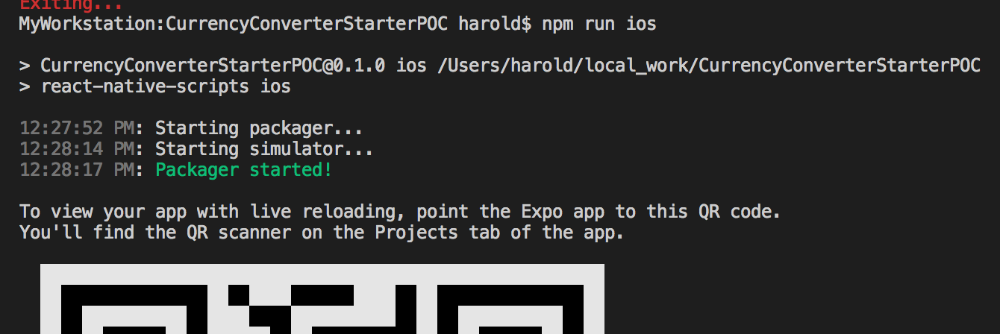 Exiting...
MyWorkstation:CurrencyConverterStarterPOC harold$ npm run ios
> CurrencyConverterStarterPOC@0.1.0 ios /Users/harold/local_work/CurrencyConverterStarterPOC
> react-native-scripts ios
12:27:52 PM: Starting packager...
12:28:14 PM: Starting simulator...
12:28:17 PM: Packager started!
To view your app with live reloading, point the Expo app to this QR code.
You'll find the QR scanner on the Projects tab of the app.